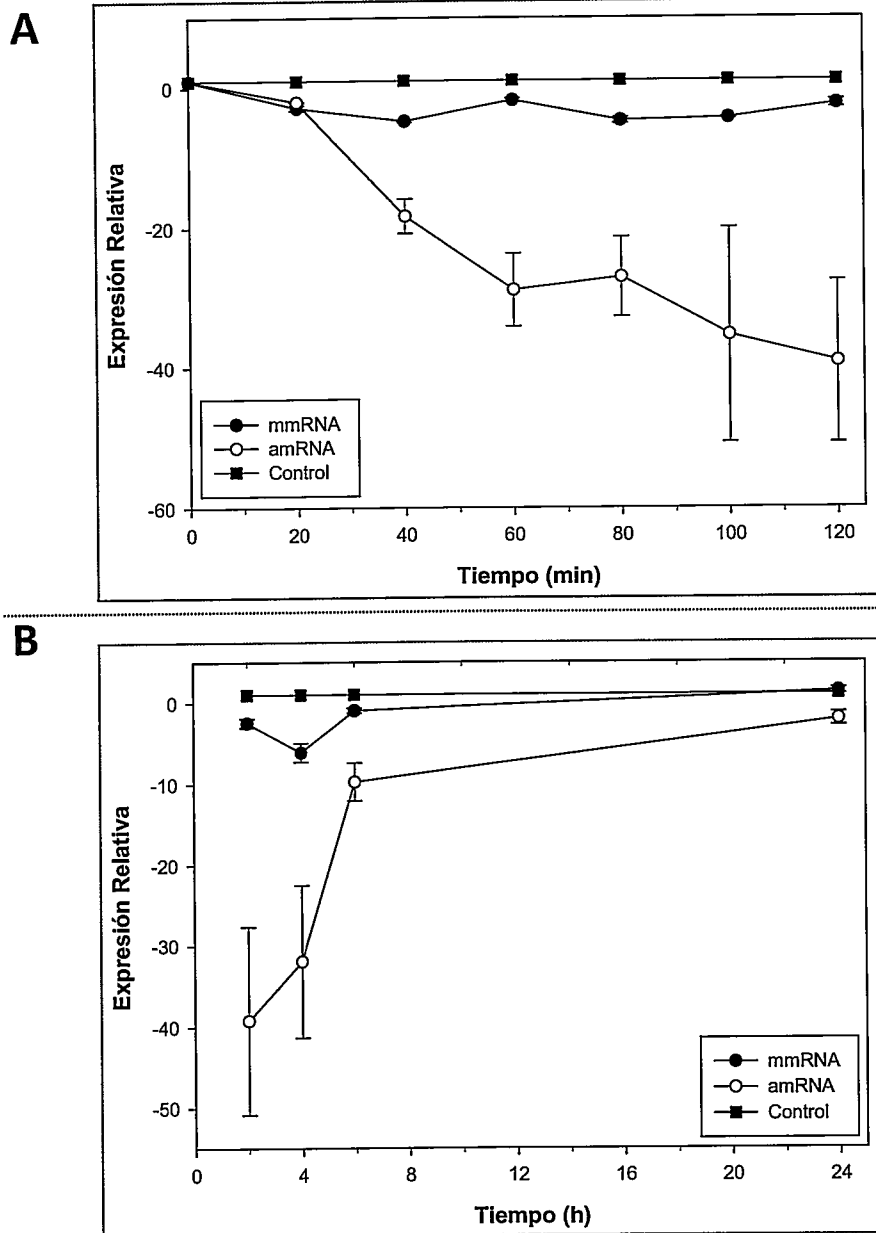 A
Expresión Relativa
0
-20
-40
-60
mmRNA
amRNA
Control
0 20 40 60 80 100 120
Tiempo (min)
B
Expresión Relativa
0
-10
-20
-30
-40
-50
mmRNA
amRNA
Control
0 4 8 12 16 20 24
Tiempo (h)